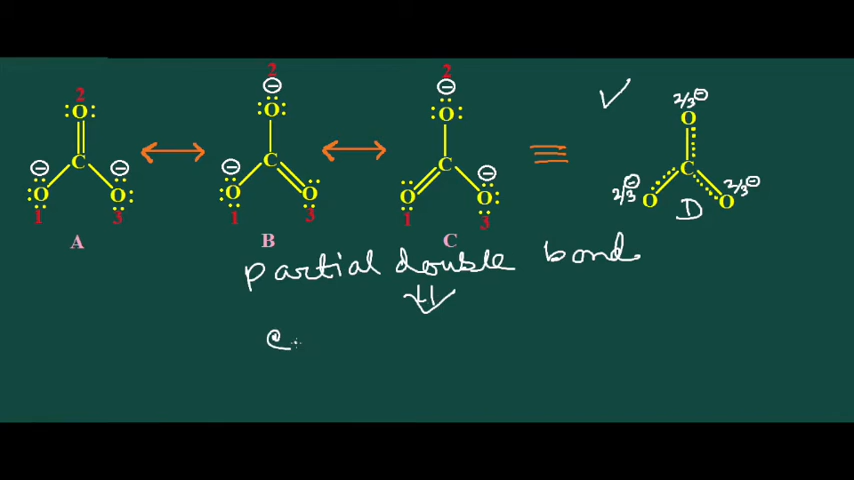 2 2 2 2/3⊖
:O: :O: :O: O
⊖ ⊖ ⊖ ⊖
C C C C
:O: :O: :O: :O: :O: :O: 2/3⊖ O O 2/3⊖
1 3 1 3 1 3 D
A B C
partial double bond